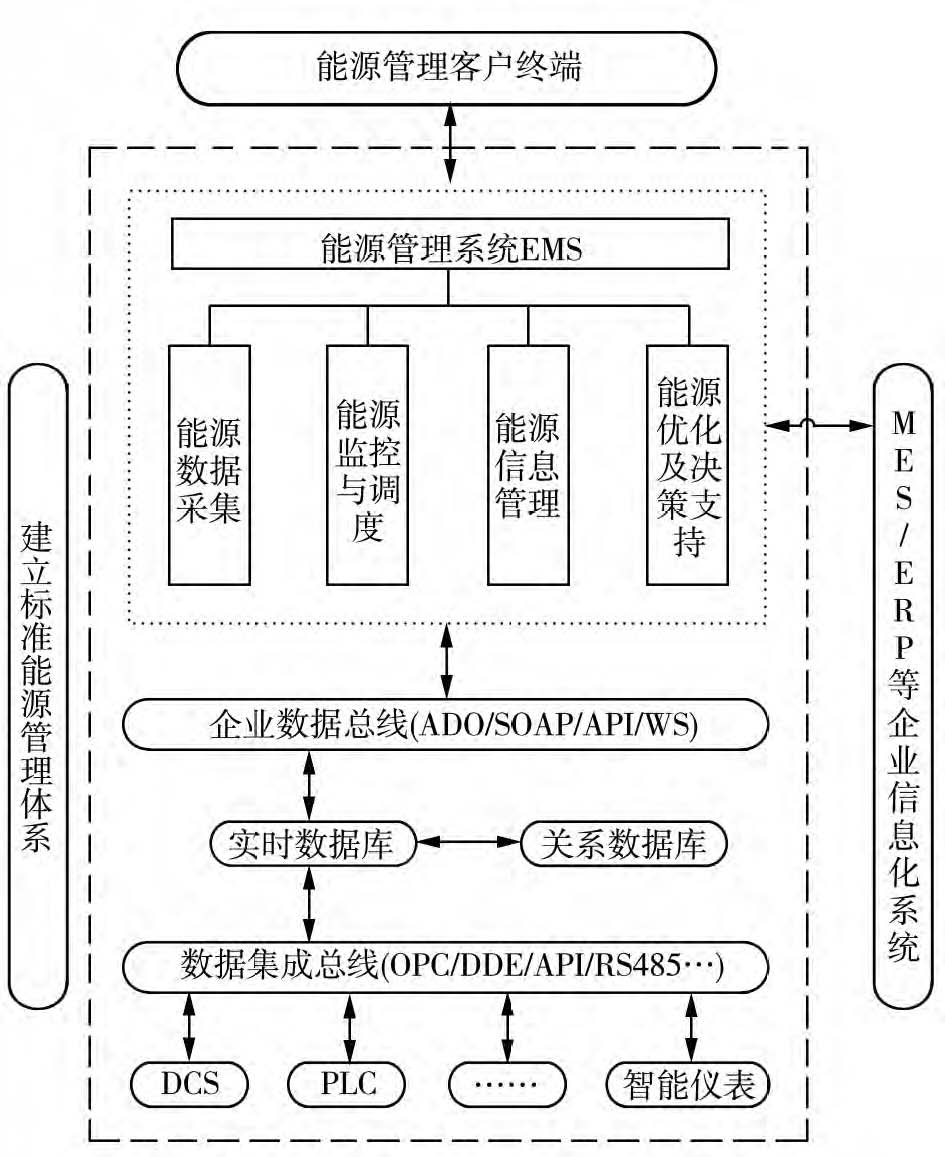 能源管理客户终端
能源管理系统EMS
能源
数据
采集
能源
监控
与调
度
能源
信息
管理
能源
优化
及决
策支
持
建立标准能源管理体系
MES/ERP等企业信息化系统
企业数据总线(ADO/SOAP/API/WS)
实时数据库
关系数据库
数据集成总线(OPC/DDE/API/RS485…)
DCS
PLC
……
智能仪表